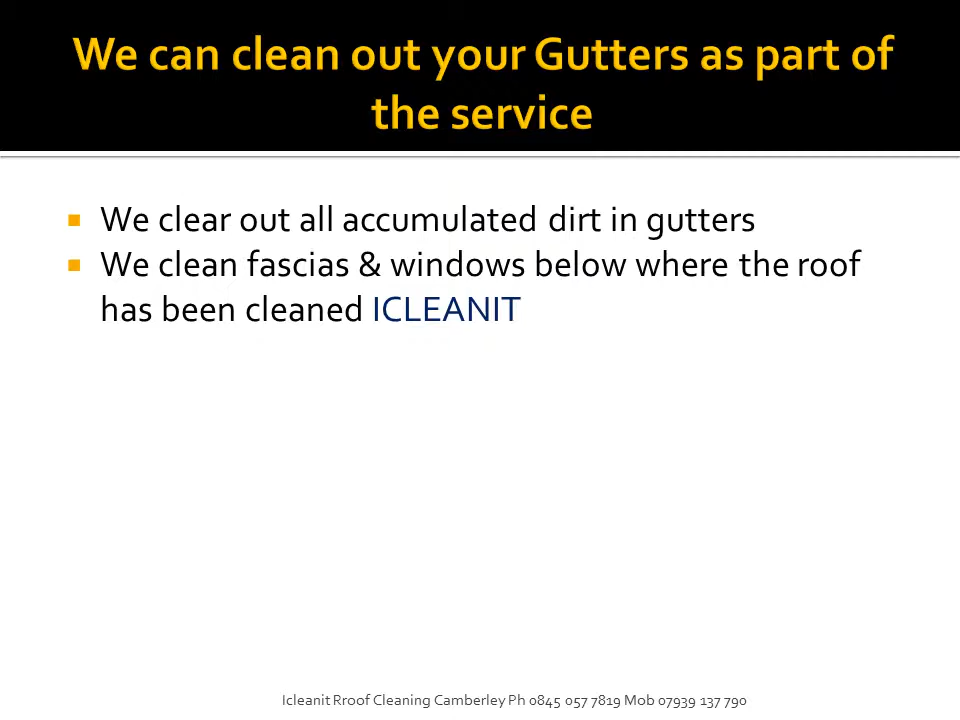 We can clean out your Gutters as part of
the service
We clear out all accumulated dirt in gutters
We clean fascias & windows below where the roof
has been cleaned ICLEANIT
Icleanit Rroof Cleaning Camberley Ph 0845 057 7819 Mob 07939 137 790